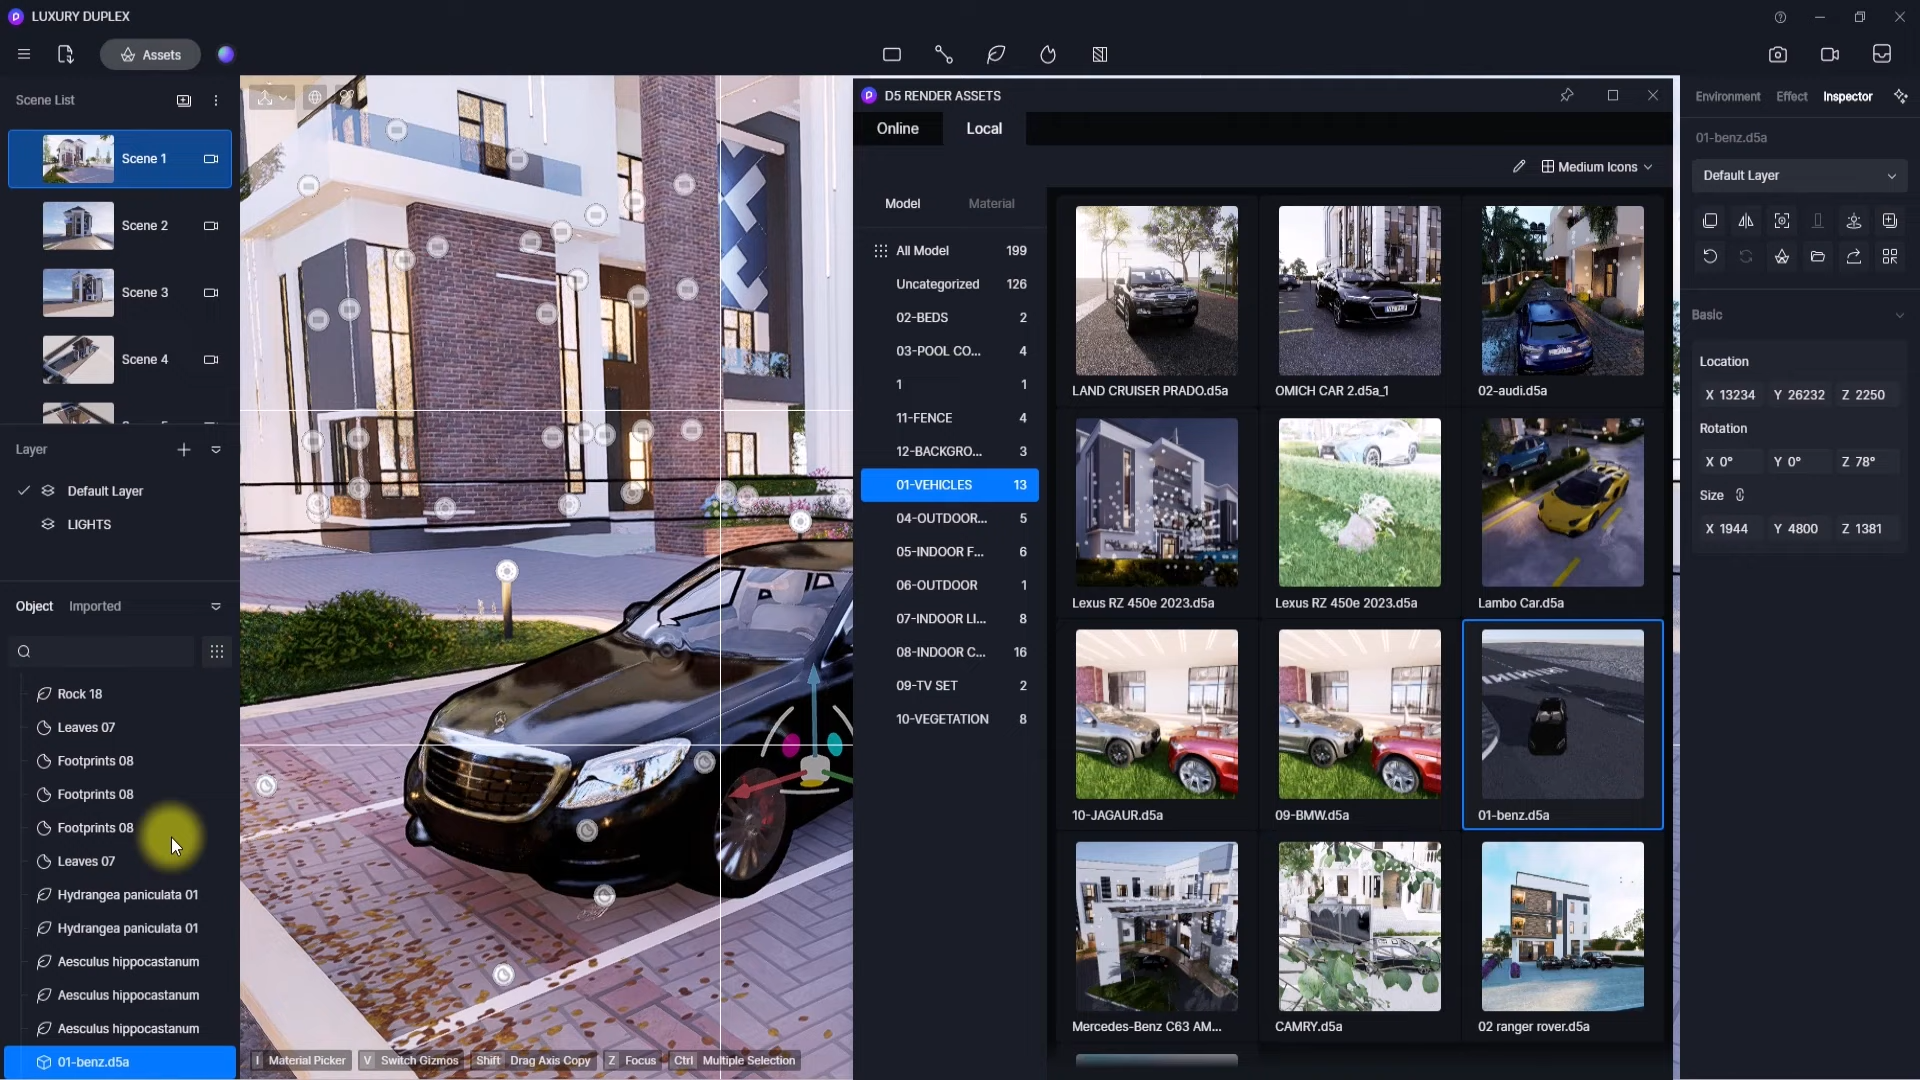 LUXURY DUPLEX
Assets
Scene List
Scene 1
Scene 2
Scene 3
Scene 4
Layer
Default Layer
LIGHTS
Object Imported
Rock 18
Leaves 07
Footprints 08
Footprints 08
Footprints 08
Leaves 07
Hydrangea paniculata 01
Hydrangea paniculata 01
Aesculus hippocastanum
Aesculus hippocastanum
Aesculus hippocastanum
01-benz.d5a
I Material Picker V Switch Gizmos Shift Drag Axis Copy Z Focus Ctrl Multiple Selection
D5 RENDER ASSETS
Online Local
Medium Icons
Model Material
All Model 199
Uncategorized 126
02-BEDS 2
03-POOL CO... 4
1 1
11-FENCE 4
12-BACKGRO... 3
01-VEHICLES 13
04-OUTDOOR... 5
05-INDOOR F... 6
06-OUTDOOR 1
07-INDOOR LI... 8
08-INDOOR C... 16
09-TV SET 2
10-VEGETATION 8
LAND CRUISER PRADO.d5a
OMICH CAR 2.d5a_1
02-audi.d5a
Lexus RZ 450e 2023.d5a
Lexus RZ 450e 2023.d5a
Lambo Car.d5a
10-JAGAUR.d5a
09-BMW.d5a
01-benz.d5a
Mercedes-Benz C63 AM...
CAMRY.d5a
02 ranger rover.d5a
Environment Effect Inspector
01-benz.d5a
Default Layer
Basic
Location
X 13234 Y 26232 Z 2250
Rotation
X 0° Y 0° Z 78°
Size
X 1944 Y 4800 Z 1381